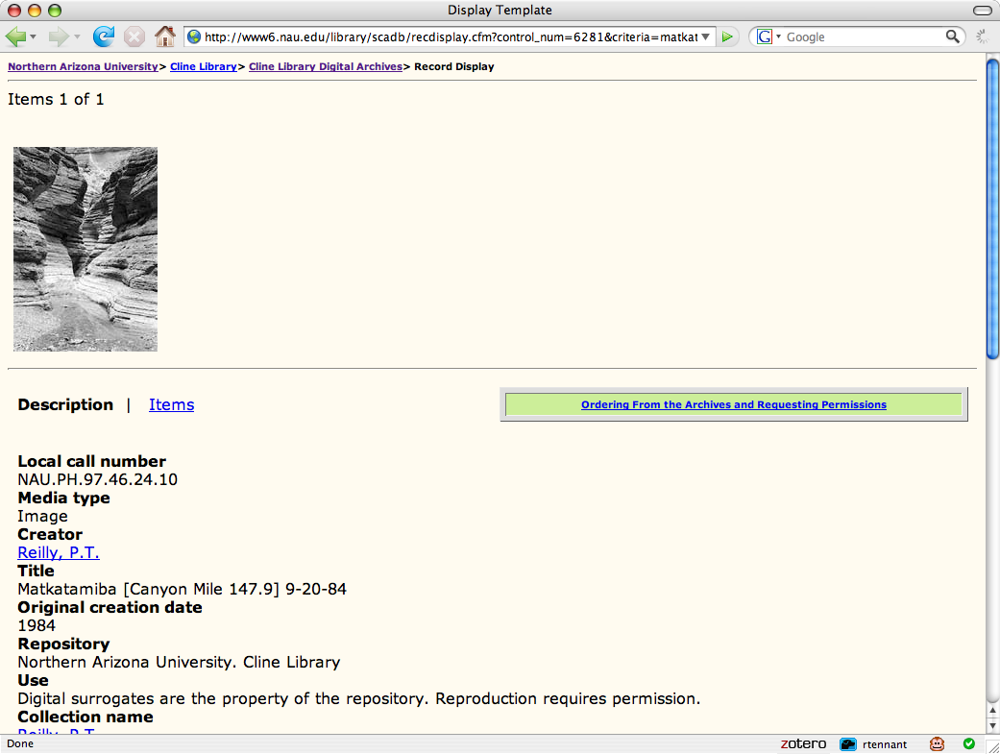 Display Template
http://www6.nau.edu/library/scadb/recdisplay.cfm?control_num=6281&criteria=matkat
Google
Northern Arizona University> Cline Library> Cline Library Digital Archives> Record Display
Items 1 of 1
Description | Items
Ordering From the Archives and Requesting Permissions
Local call number
NAU.PH.97.46.24.10
Media type
Image
Creator
Reilly, P.T.
Title
Matkatamiba [Canyon Mile 147.9] 9-20-84
Original creation date
1984
Repository
Northern Arizona University. Cline Library
Use
Digital surrogates are the property of the repository. Reproduction requires permission.
Collection name
Reilly, P.T.
Done
zotero
rtennant